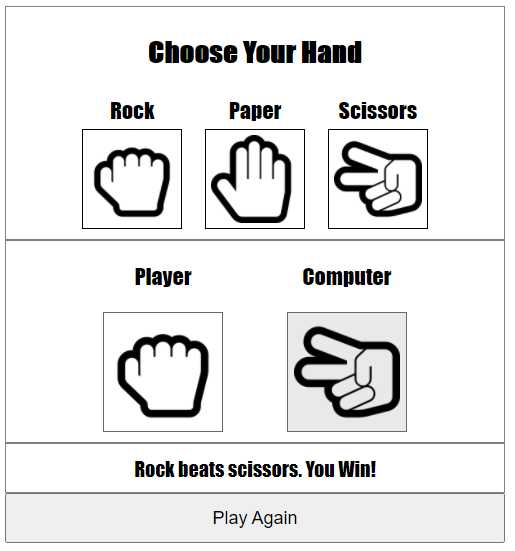 Choose Your Hand
Rock Paper Scissors
Player Computer
Rock beats scissors. You Win!
Play Again